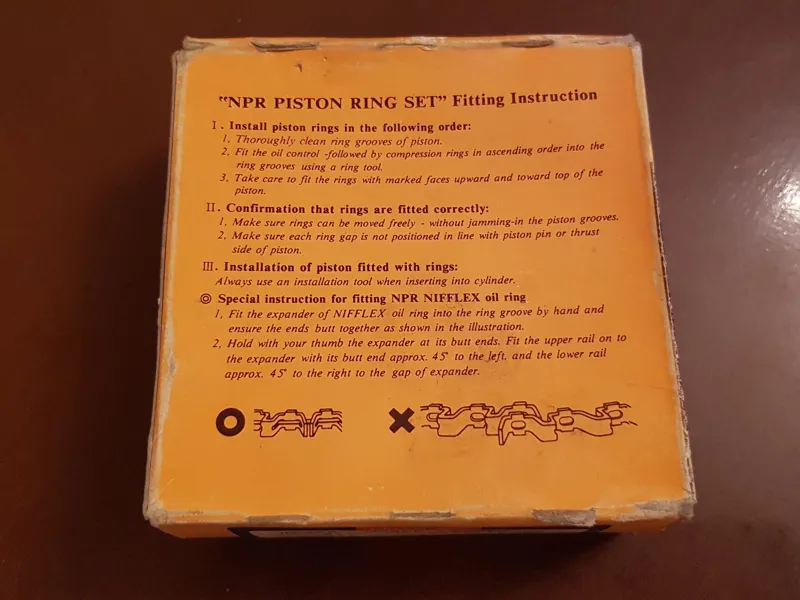 "NPR PISTON RING SET" Fitting Instruction
I. Install piston rings in the following order:
1, Thoroughly clean ring grooves of piston.
2, Fit the oil control -followed by compression rings in ascending order into the
ring grooves using a ring tool.
3, Take care to fit the rings with marked faces upward and toward top of the
piston.
II. Confirmation that rings are fitted correctly:
1, Make sure rings can be moved freely - without jamming-in the piston grooves.
2, Make sure each ring gap is not positioned in line with piston pin or thrust
side of piston.
III. Installation of piston fitted with rings:
Always use an installation tool when inserting into cylinder.
◎ Special instruction for fitting NPR NIFFLEX oil ring
1, Fit the expander of NIFFLEX oil ring into the ring groove by hand and
ensure the ends butt together as shown in the illustration.
2, Hold with your thumb the expander at its butt ends. Fit the upper rail on to
the expander with its butt end approx. 45° to the left, and the lower rail
approx. 45° to the right to the gap of expander.